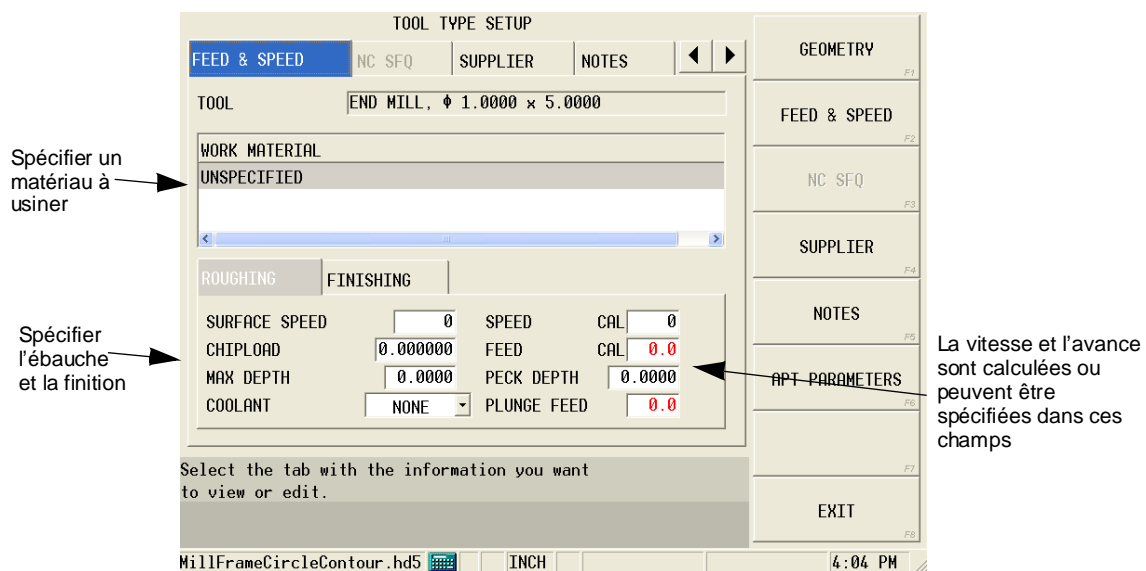 TOOL TYPE SETUP
FEED & SPEED
NC SFQ
SUPPLIER
NOTES
TOOL
END MILL, ϕ 1.0000 x 5.0000
WORK MATERIAL
UNSPECIFIED
ROUGHING
FINISHING
SURFACE SPEED 0 SPEED CAL 0
CHIPLOAD 0.000000 FEED CAL 0.0
MAX DEPTH 0.0000 PECK DEPTH 0.0000
COOLANT NONE PLUNGE FEED 0.0
Select the tab with the information you want
to view or edit.
MillFrameCircleContour.hd5 INCH 4:04 PM
GEOMETRY
F1
FEED & SPEED
F2
NC SFQ
F3
SUPPLIER
F4
NOTES
F5
APT PARAMETERS
F6
F7
EXIT
F8
Spécifier un
matériau à
usiner
Spécifier
l'ébauche
et la finition
La vitesse et l'avance
sont calculées ou
peuvent être
spécifiées dans ces
champs